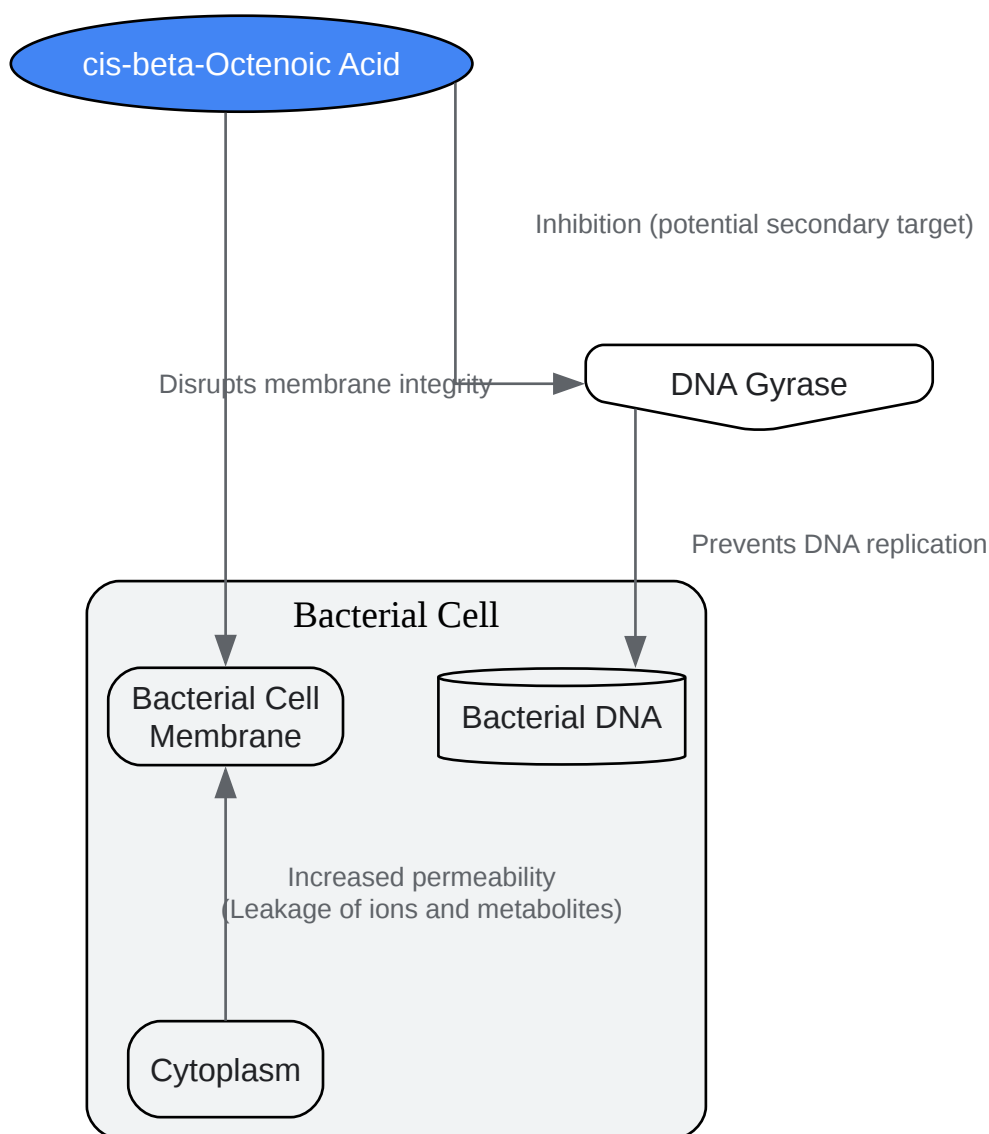 cis-beta-Octenoic Acid
Inhibition (potential secondary target)
Disrupts membrane integrity
DNA Gyrase
Prevents DNA replication
Bacterial Cell
Bacterial Cell
Membrane
Bacterial DNA
Increased permeability
(Leakage of ions and metabolites)
Cytoplasm